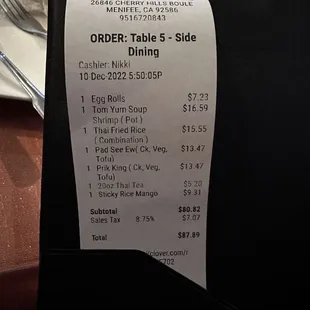 26846 CHERRY HILLS BOULE
MENIFEE, CA 92586
9516720843
ORDER: Table 5 - Side
Dining
Cashier: Nikki
10-Dec-2022 5:50:05P
1 Egg Rolls $7.23
1 Tom Yum Soup $16.59
Shrimp ( Pot )
1 Thai Fried Rice $15.55
( Combination )
1 Pad See Ew( Ck, Veg, $13.47
Tofu)
1 Prik King ( Ck, Veg, $13.47
Tofu)
1 20oz Thai Tea $5.20
1 Sticky Rice Mango $9.31
Subtotal $80.82
Sales Tax 8.75% $7.07
Total $87.89
//clover.com//
5702